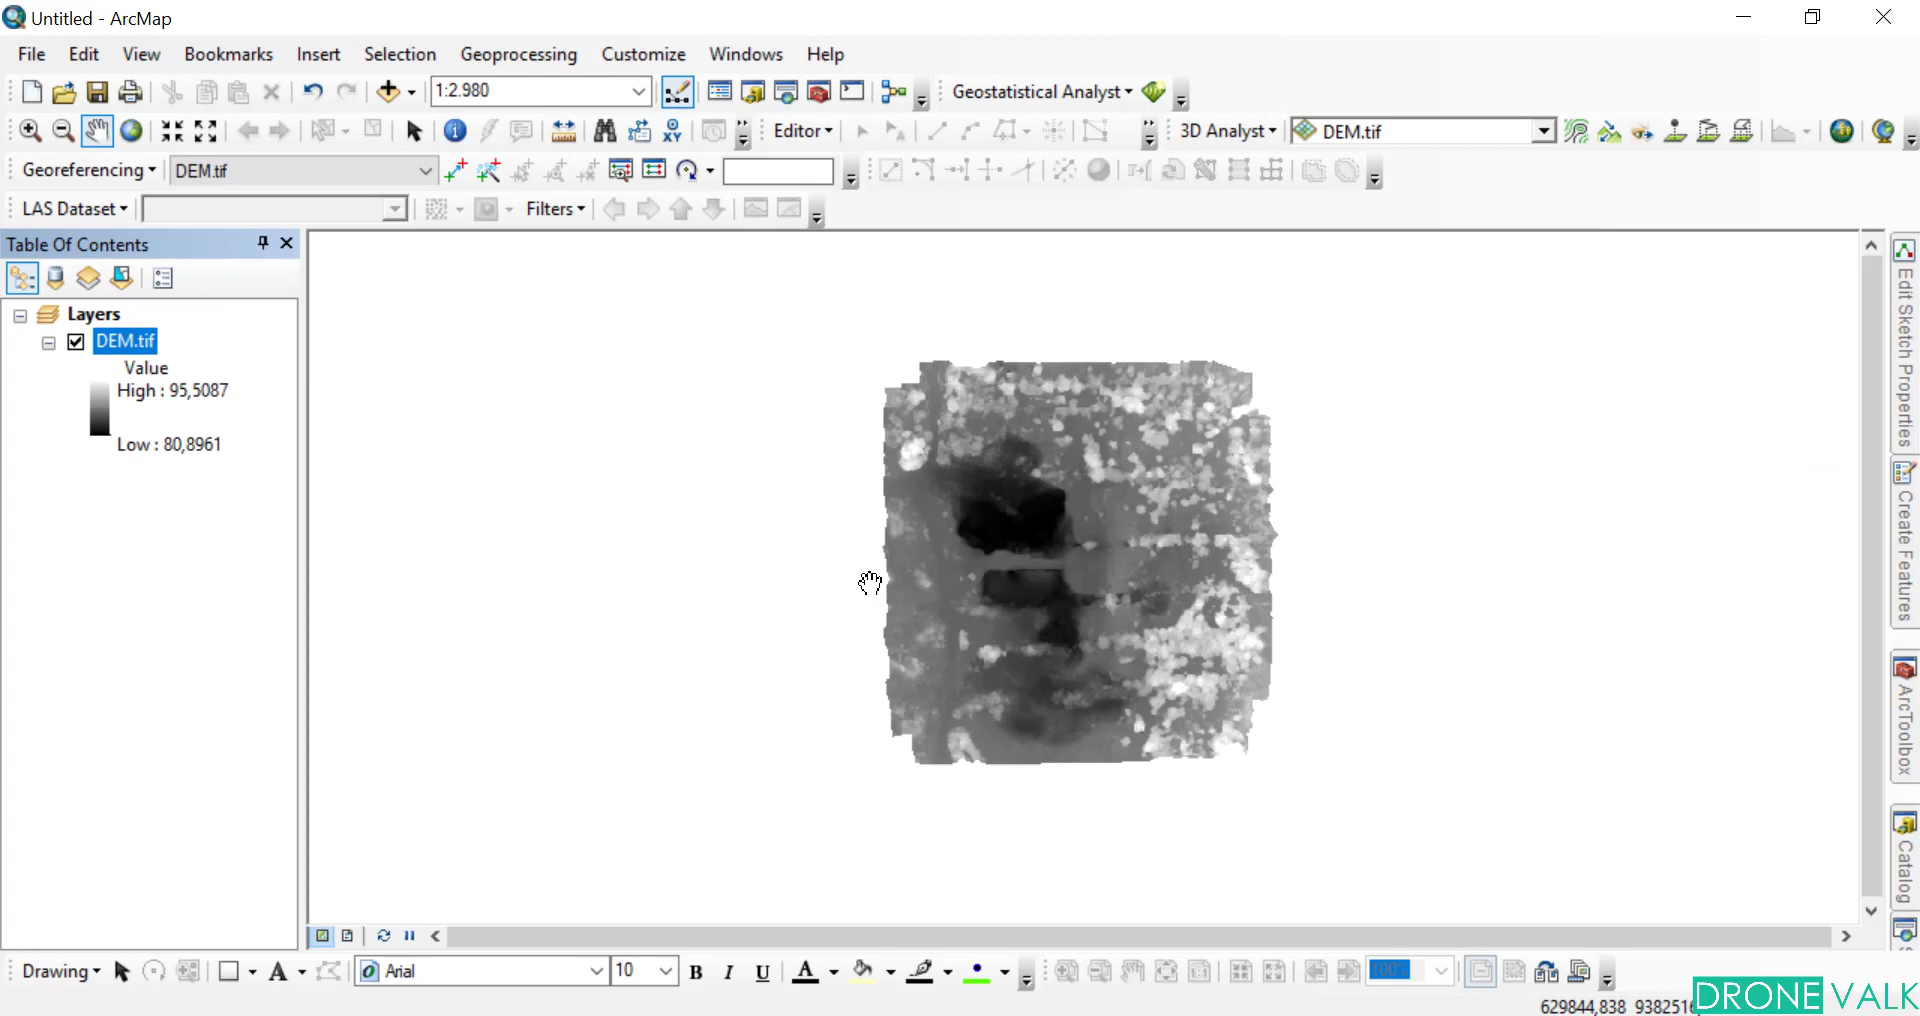 Untitled - ArcMap
File Edit View Bookmarks Insert Selection Geoprocessing Customize Windows Help
1:2.980 Geostatistical Analyst
Editor 3D Analyst DEM.tif
Georeferencing DEM.tif
LAS Dataset Filters
Table Of Contents
Layers
DEM.tif
Value
High : 95,5087
Low : 80,8961
Edit Sketch Properties
Create Features
ArcToolbox
Catalog
Drawing A Arial 10 B I U A 100%
629844,838 9382516
DRONEVALK